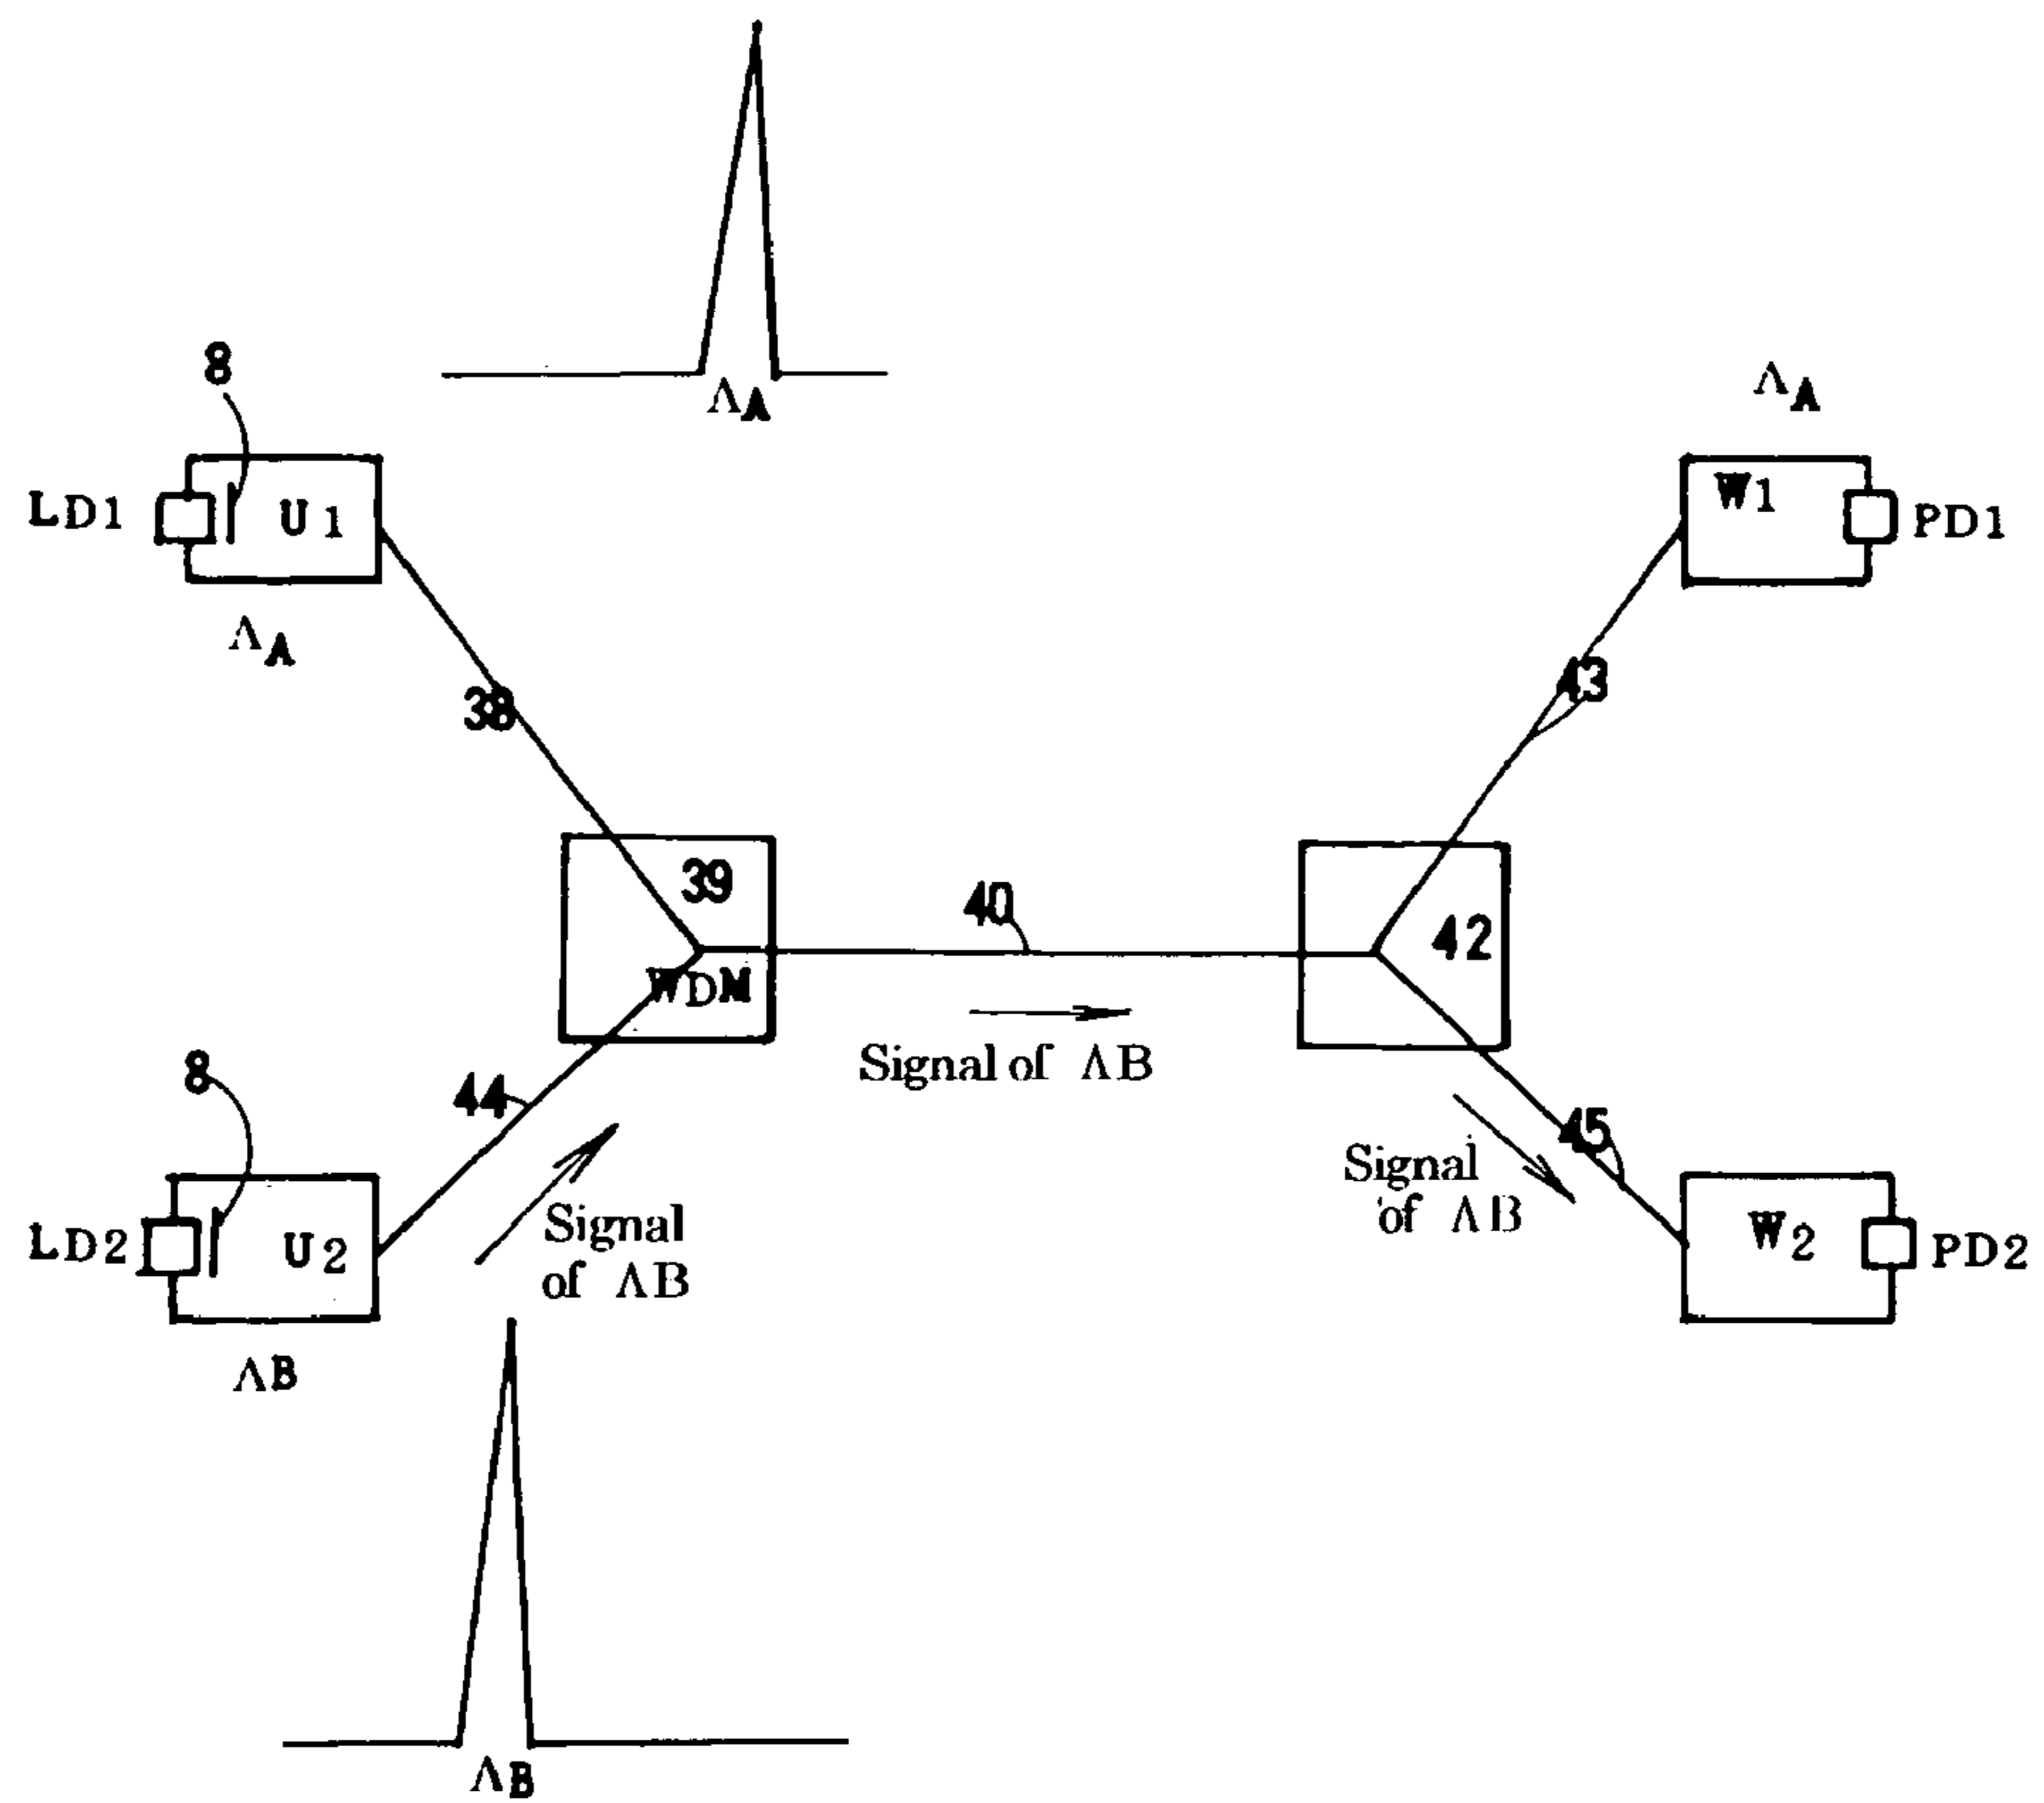 ΛA
8
LD1
U1
ΛA
ΛA
W1
PD1
38
43
39
WDM
40
42
Signal of ΛB
8
44
45
Signal
of ΛB
Signal
of ΛB
LD2
U2
ΛB
W2
PD2
ΛB